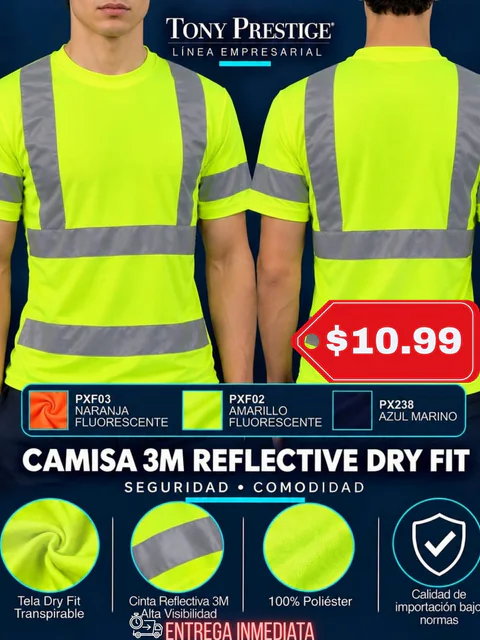 TONY PRESTIGE®
LÍNEA EMPRESARIAL
$10.99
PXF03
NARANJA
FLUORESCENTE
PXF02
AMARILLO
FLUORESCENTE
PX238
AZUL MARINO
CAMISA 3M REFLECTIVE DRY FIT
SEGURIDAD • COMODIDAD
Tela Dry Fit
Transpirable
Cinta Reflectiva 3M
Alta Visibilidad
100% Poliéster
Calidad de
importación bajo
normas
ENTREGA INMEDIATA